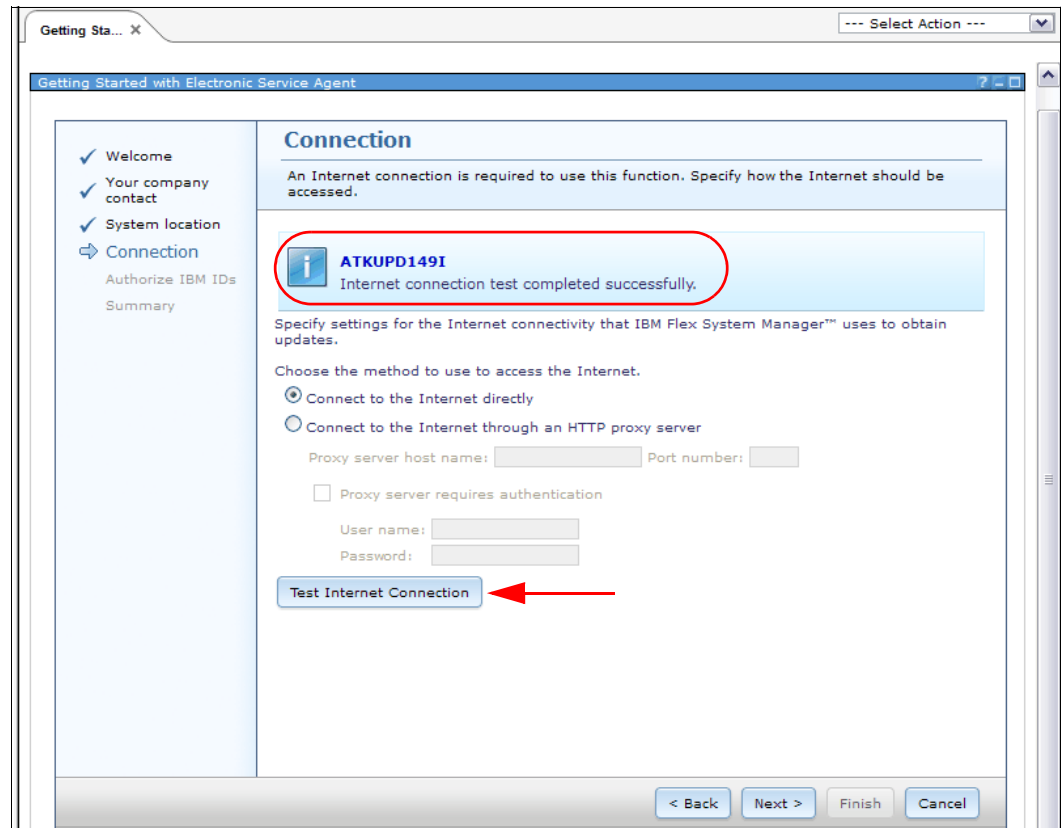 Getting Sta...
--- Select Action ---
Getting Started with Electronic Service Agent
Welcome
Your company
contact
System location
Connection
Authorize IBM IDs
Summary
Connection
An Internet connection is required to use this function. Specify how the Internet should be
accessed.
ATKUPD149I
Internet connection test completed successfully.
Specify settings for the Internet connectivity that IBM Flex System Manager™ uses to obtain
updates.
Choose the method to use to access the Internet.
Connect to the Internet directly
Connect to the Internet through an HTTP proxy server
Proxy server host name: Port number:
Proxy server requires authentication
User name:
Password:
Test Internet Connection
< Back Next > Finish Cancel